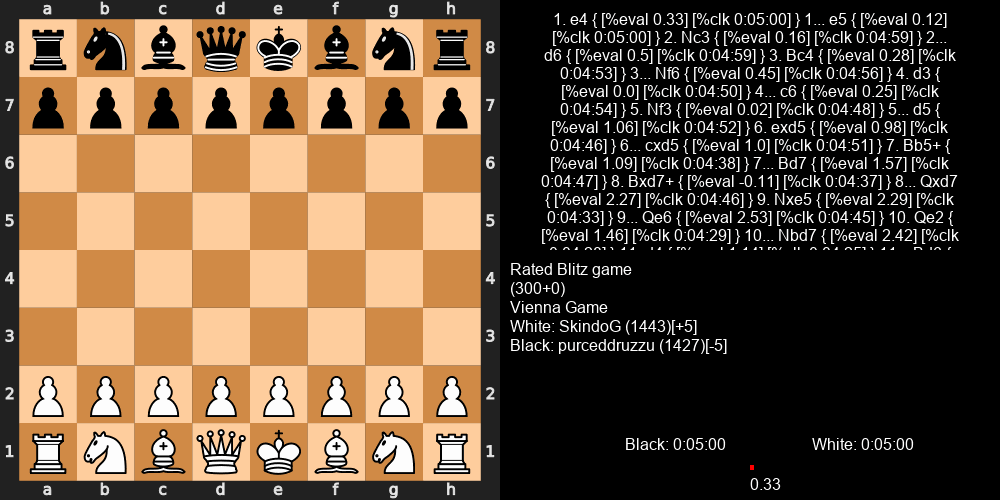 a b c d e f g h
8 8
7 7
6 6
5 5
4 4
3 3
2 2
1 1
a b c d e f g h
1. e4 { [%eval 0.33] [%clk 0:05:00] } 1... e5 { [%eval 0.12]
[%clk 0:05:00] } 2. Nc3 { [%eval 0.16] [%clk 0:04:59] } 2...
d6 { [%eval 0.5] [%clk 0:04:59] } 3. Bc4 { [%eval 0.28] [%clk
0:04:53] } 3... Nf6 { [%eval 0.45] [%clk 0:04:56] } 4. d3 {
[%eval 0.0] [%clk 0:04:50] } 4... c6 { [%eval 0.25] [%clk
0:04:54] } 5. Nf3 { [%eval 0.02] [%clk 0:04:48] } 5... d5 {
[%eval 1.06] [%clk 0:04:52] } 6. exd5 { [%eval 0.98] [%clk
0:04:46] } 6... cxd5 { [%eval 1.0] [%clk 0:04:51] } 7. Bb5+ {
[%eval 1.09] [%clk 0:04:38] } 7... Bd7 { [%eval 1.57] [%clk
0:04:47] } 8. Bxd7+ { [%eval -0.11] [%clk 0:04:37] } 8... Qxd7
{ [%eval 2.27] [%clk 0:04:46] } 9. Nxe5 { [%eval 2.29] [%clk
0:04:33] } 9... Qe6 { [%eval 2.53] [%clk 0:04:45] } 10. Qe2 {
[%eval 1.46] [%clk 0:04:29] } 10... Nbd7 { [%eval 2.42] [%clk
Rated Blitz game
(300+0)
Vienna Game
White: SkindoG (1443)[+5]
Black: purceddruzzu (1427)[-5]
Black: 0:05:00 White: 0:05:00
0.33